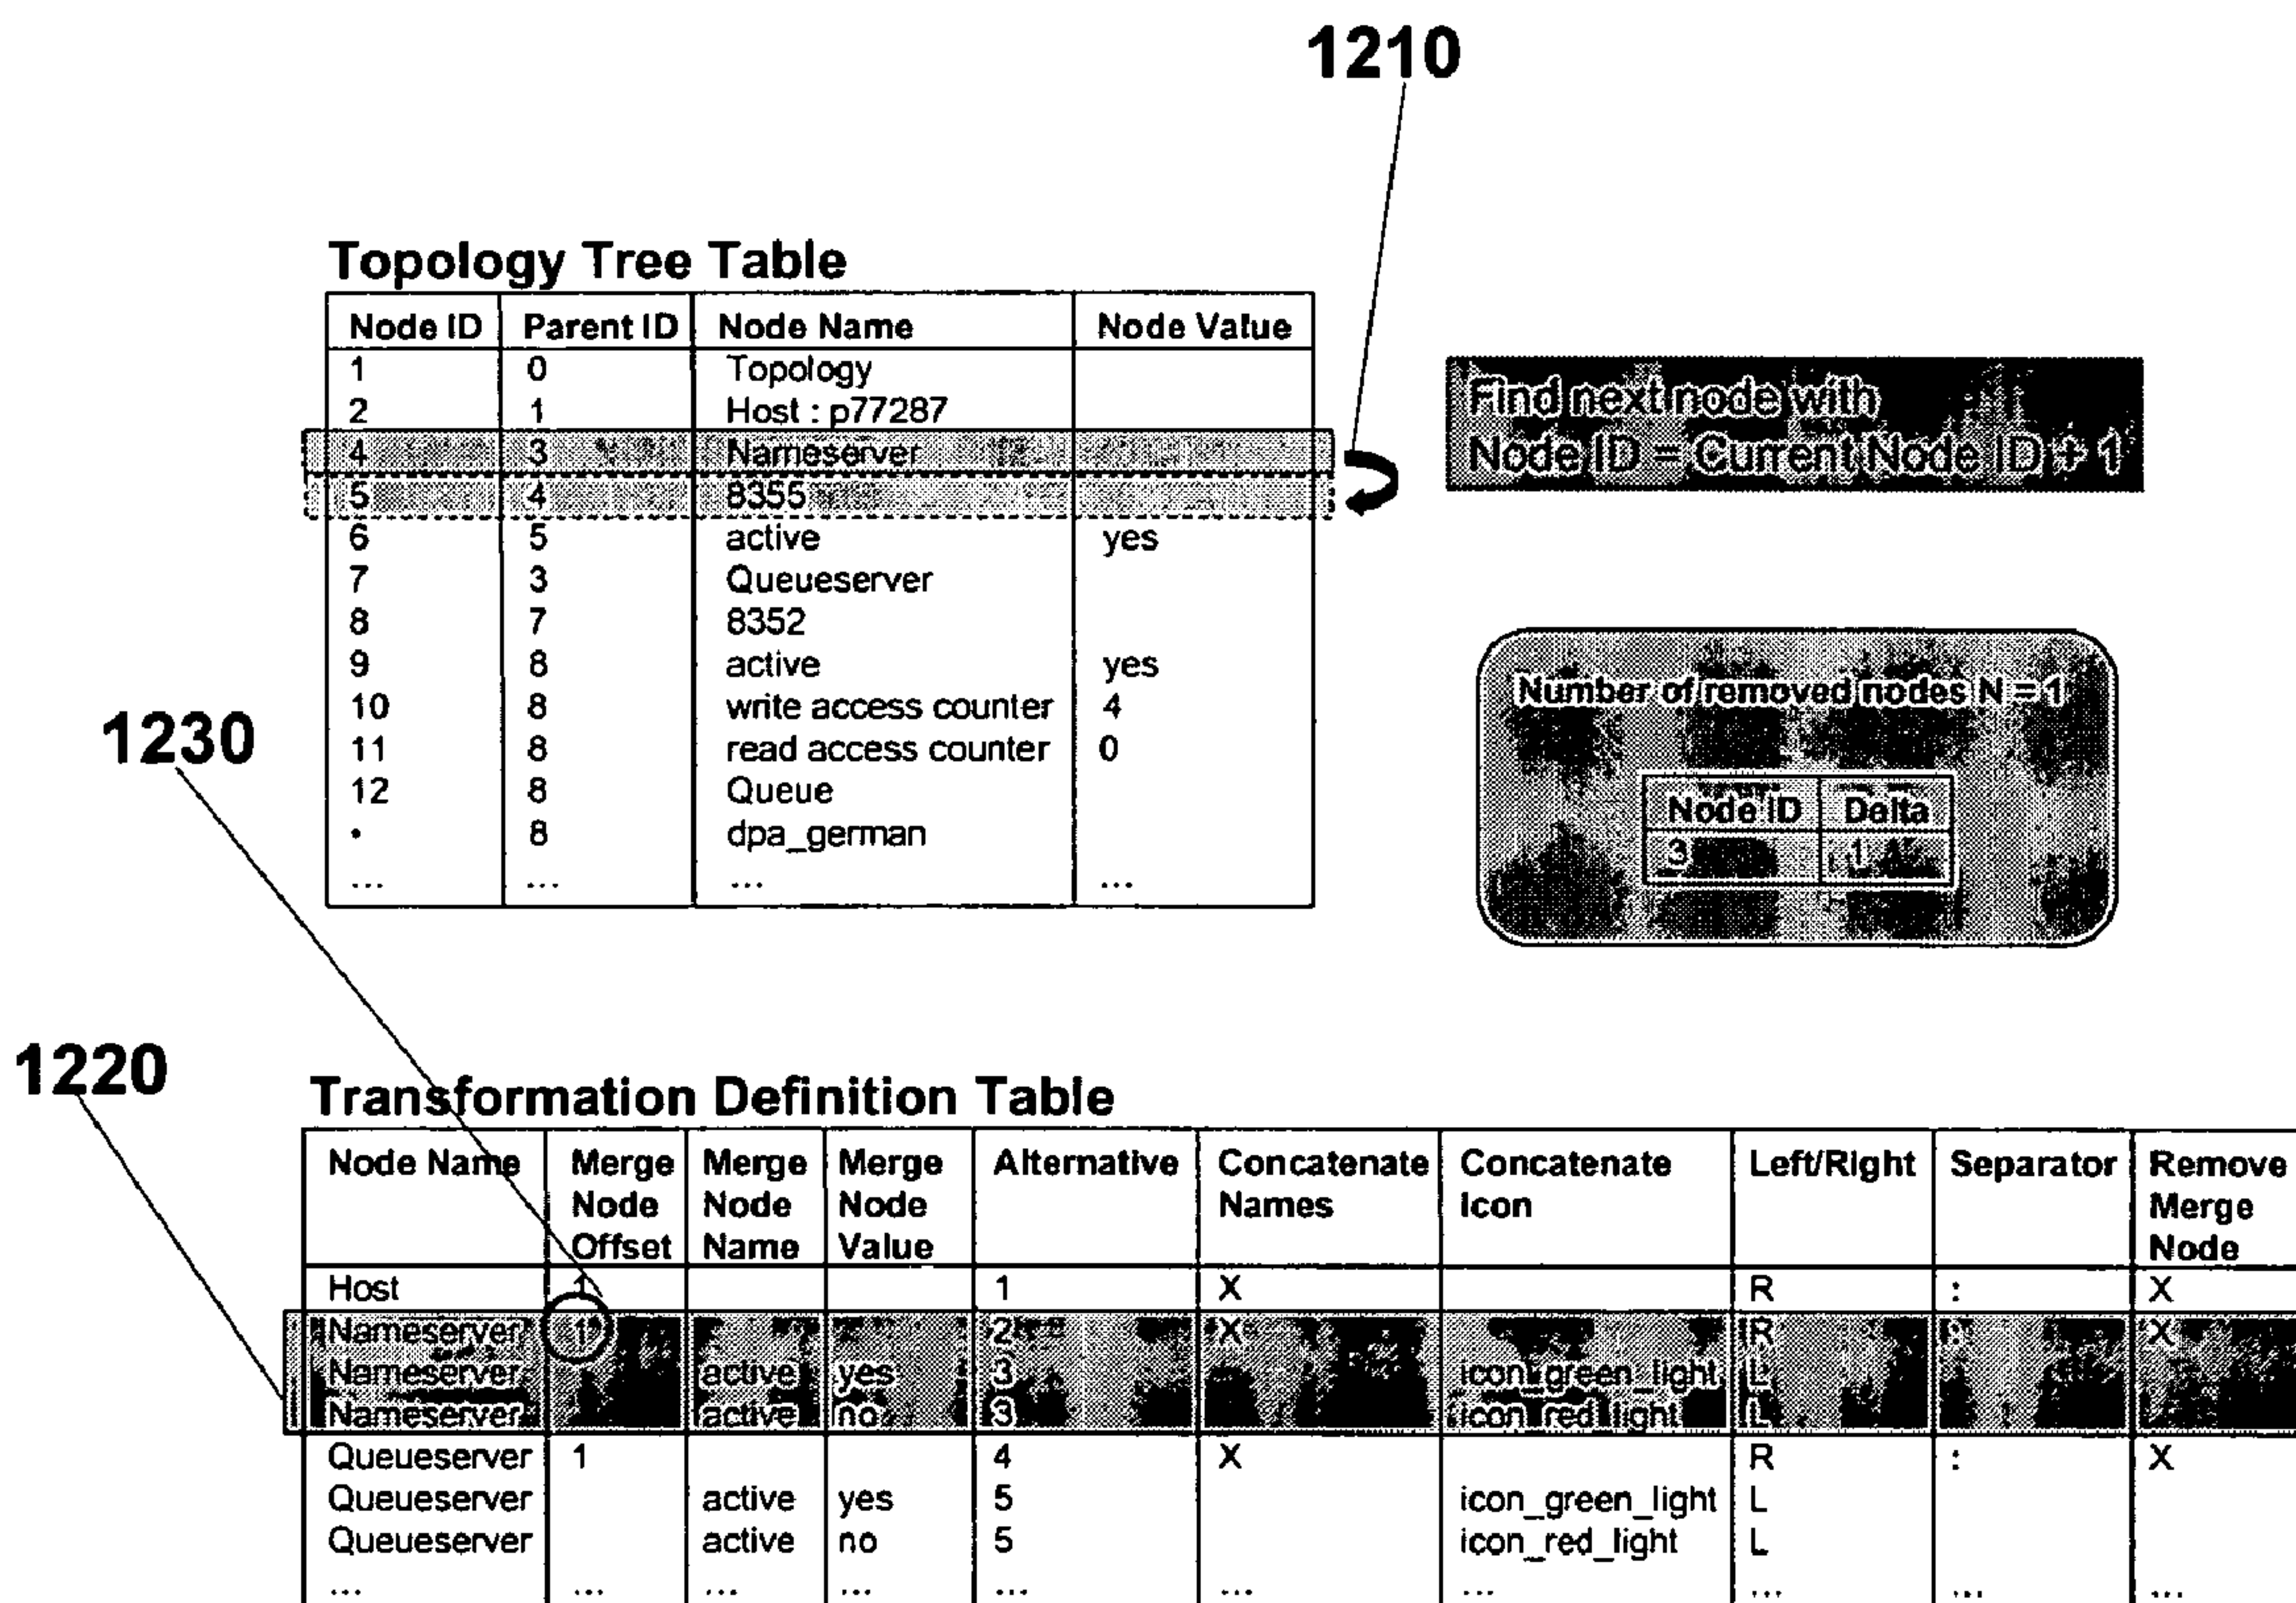 1210
Topology Tree Table
Node ID Parent ID Node Name Node Value
1 0 Topology
2 1 Host : p77287
4 3 Nameserver
5 4 8355
6 5 active yes
7 3 Queueserver
8 7 8352
9 8 active yes
10 8 write access counter 4
11 8 read access counter 0
12 8 Queue
• 8 dpa_german
... ... ... ...
Find next node with
Node ID = Current Node ID + 1
Number of removed nodes N = 1
Node ID Delta
3 1
1230
1220
Transformation Definition Table
Node Name Merge Node Offset Merge Node Name Merge Node Value Alternative Concatenate Names Concatenate Icon Left/Right Separator Remove Merge Node
Host 1 1 X R : X
Nameserver 1 2 X R : X
Nameserver active yes 3 icon_green_light L
Nameserver active no 3 icon_red_light L
Queueserver 1 4 X R : X
Queueserver active yes 5 icon_green_light L
Queueserver active no 5 icon_red_light L
... ... ... ... ... ... ... ... ... ...